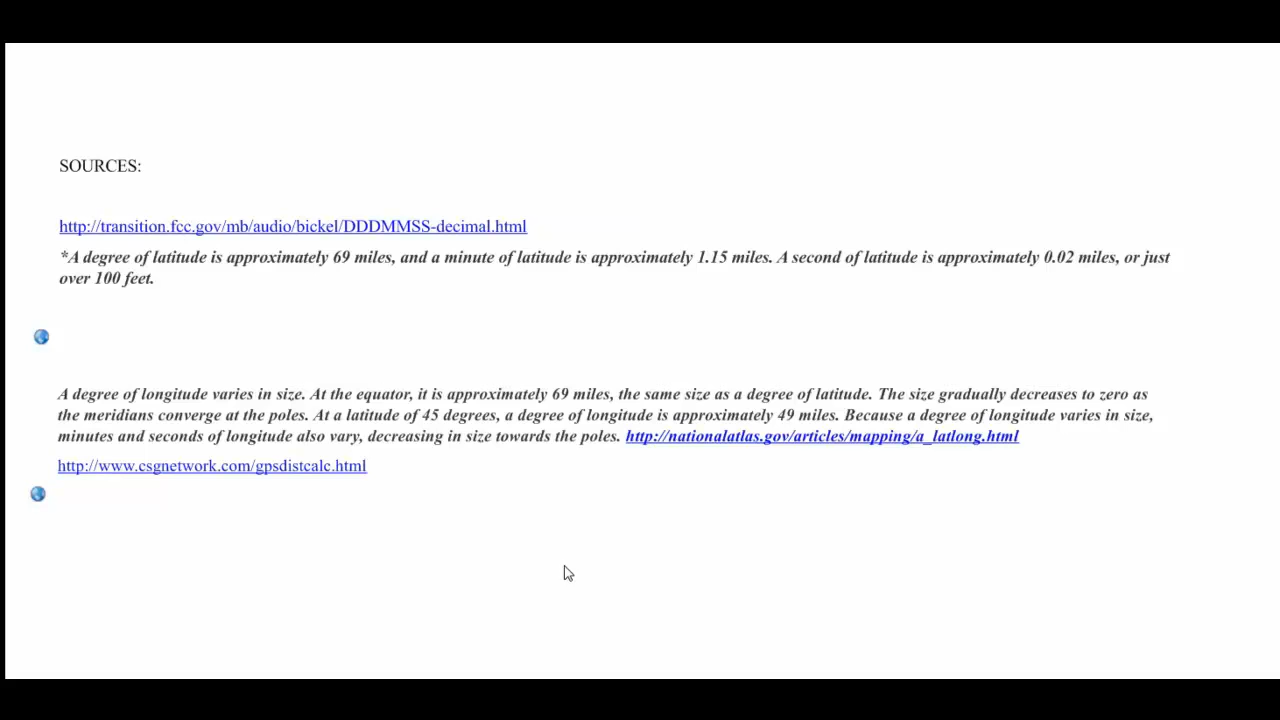 SOURCES:
http://transition.fcc.gov/mb/audio/bickel/DDDMMSS-decimal.html
*A degree of latitude is approximately 69 miles, and a minute of latitude is approximately 1.15 miles. A second of latitude is approximately 0.02 miles, or just
over 100 feet.
A degree of longitude varies in size. At the equator, it is approximately 69 miles, the same size as a degree of latitude. The size gradually decreases to zero as
the meridians converge at the poles. At a latitude of 45 degrees, a degree of longitude is approximately 49 miles. Because a degree of longitude varies in size,
minutes and seconds of longitude also vary, decreasing in size towards the poles. http://nationalatlas.gov/articles/mapping/a_latlong.html
http://www.csgnetwork.com/gpsdistcalc.html